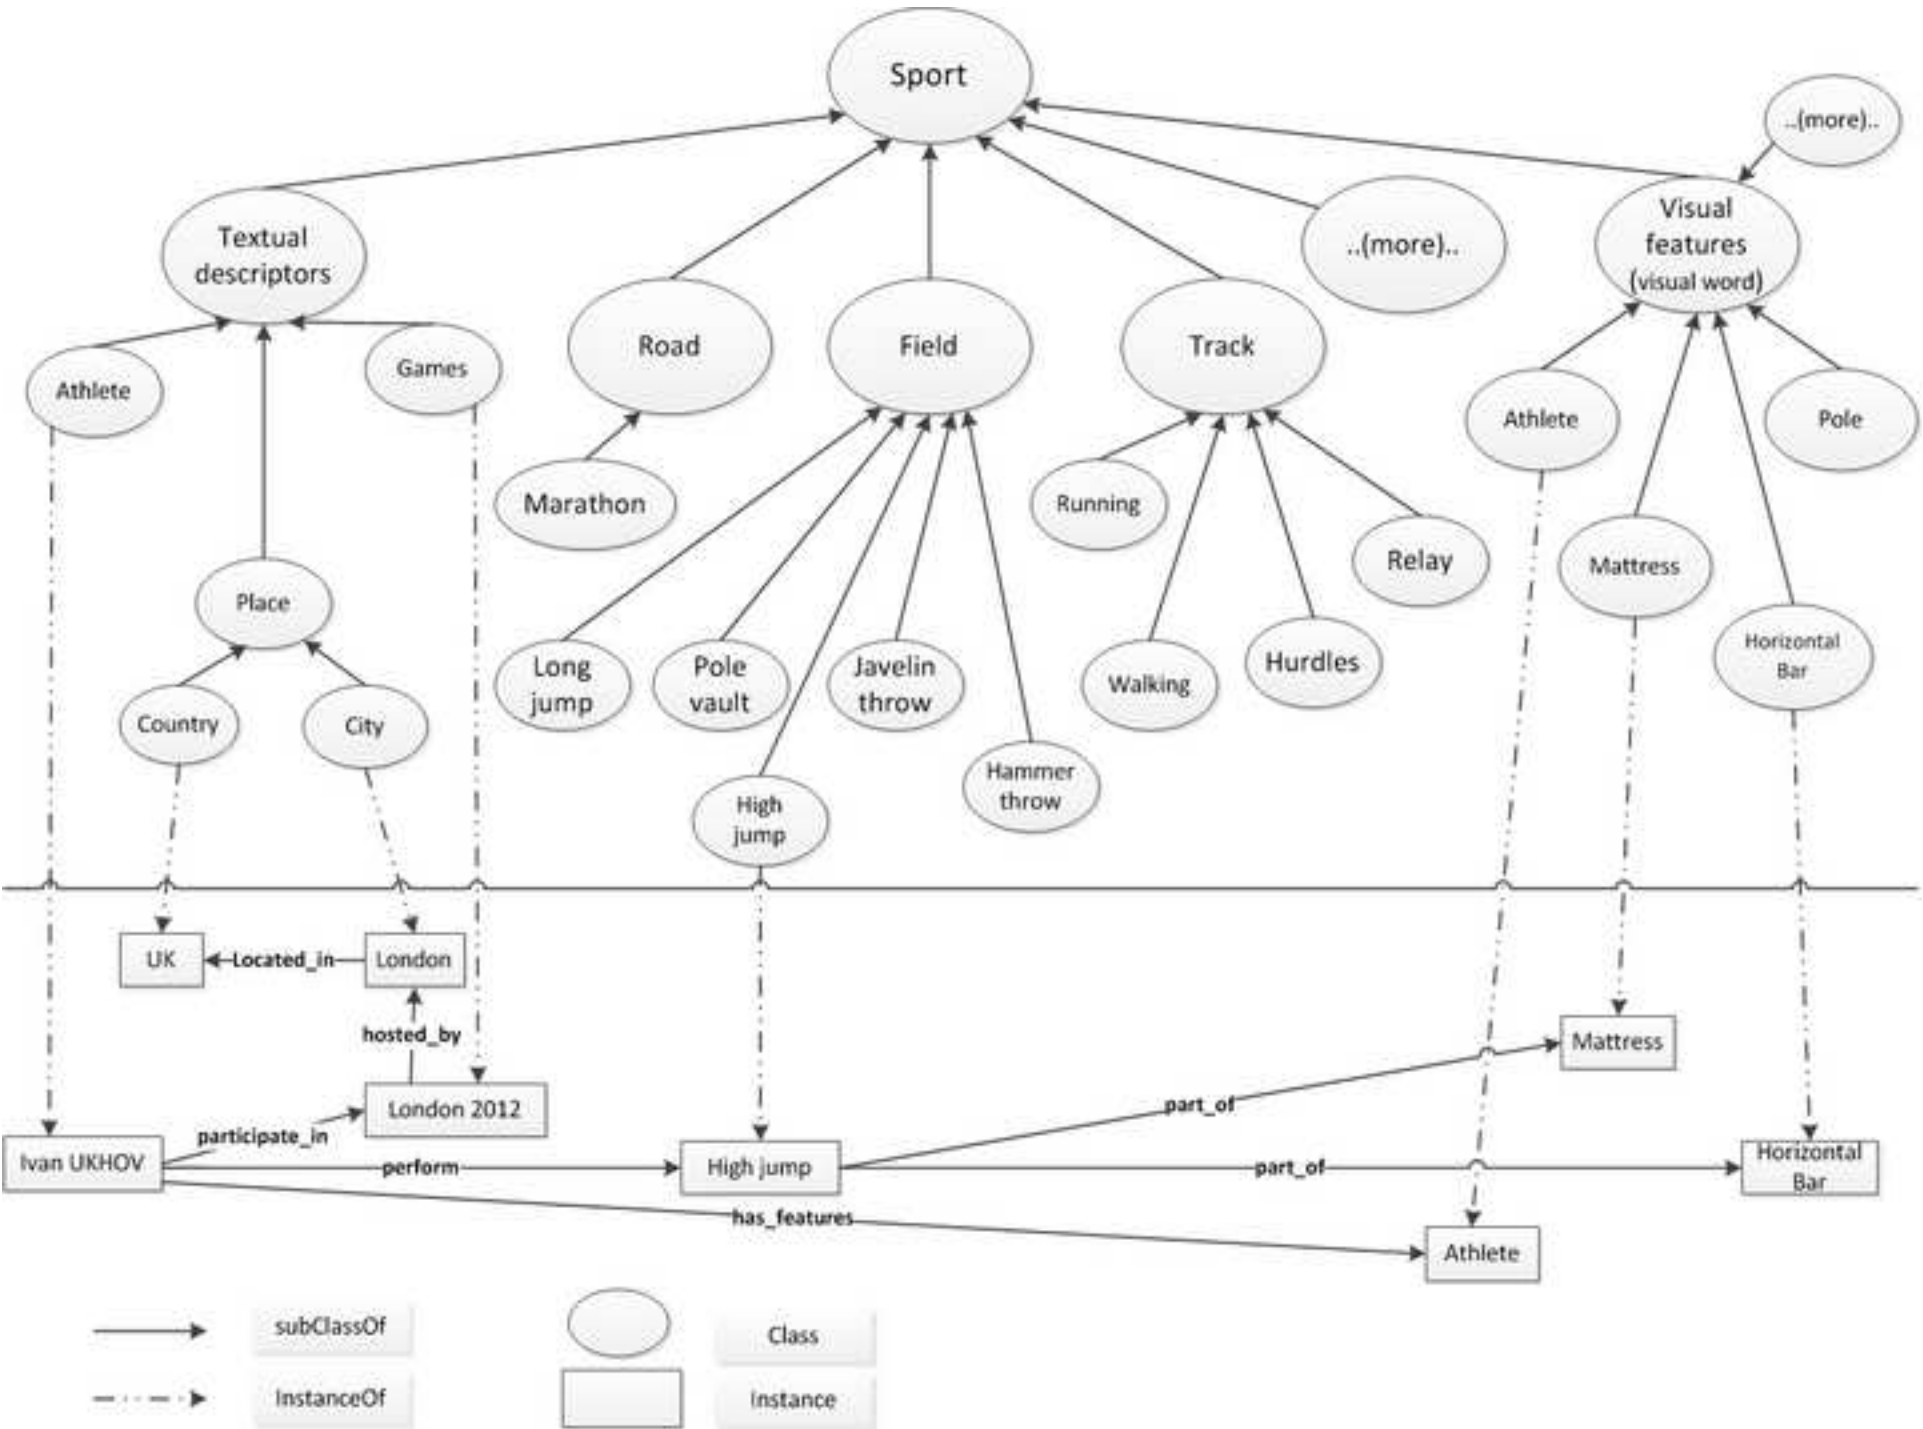 Sport
..(more)..
Textual
descriptors
..(more)..
Visual
features
(visual word)
Athlete
Games
Road
Field
Track
Athlete
Pole
Marathon
Running
Relay
Mattress
Place
Long
jump
Pole
vault
Javelin
throw
Walking
Hurdles
Horizontal
Bar
Country
City
High
jump
Hammer
throw
UK
Located_in
London
hosted_by
Mattress
London 2012
part_of
participate_in
Ivan UKHOV
perform
High jump
part_of
Horizontal
Bar
has_features
Athlete
subClassOf
Class
InstanceOf
Instance